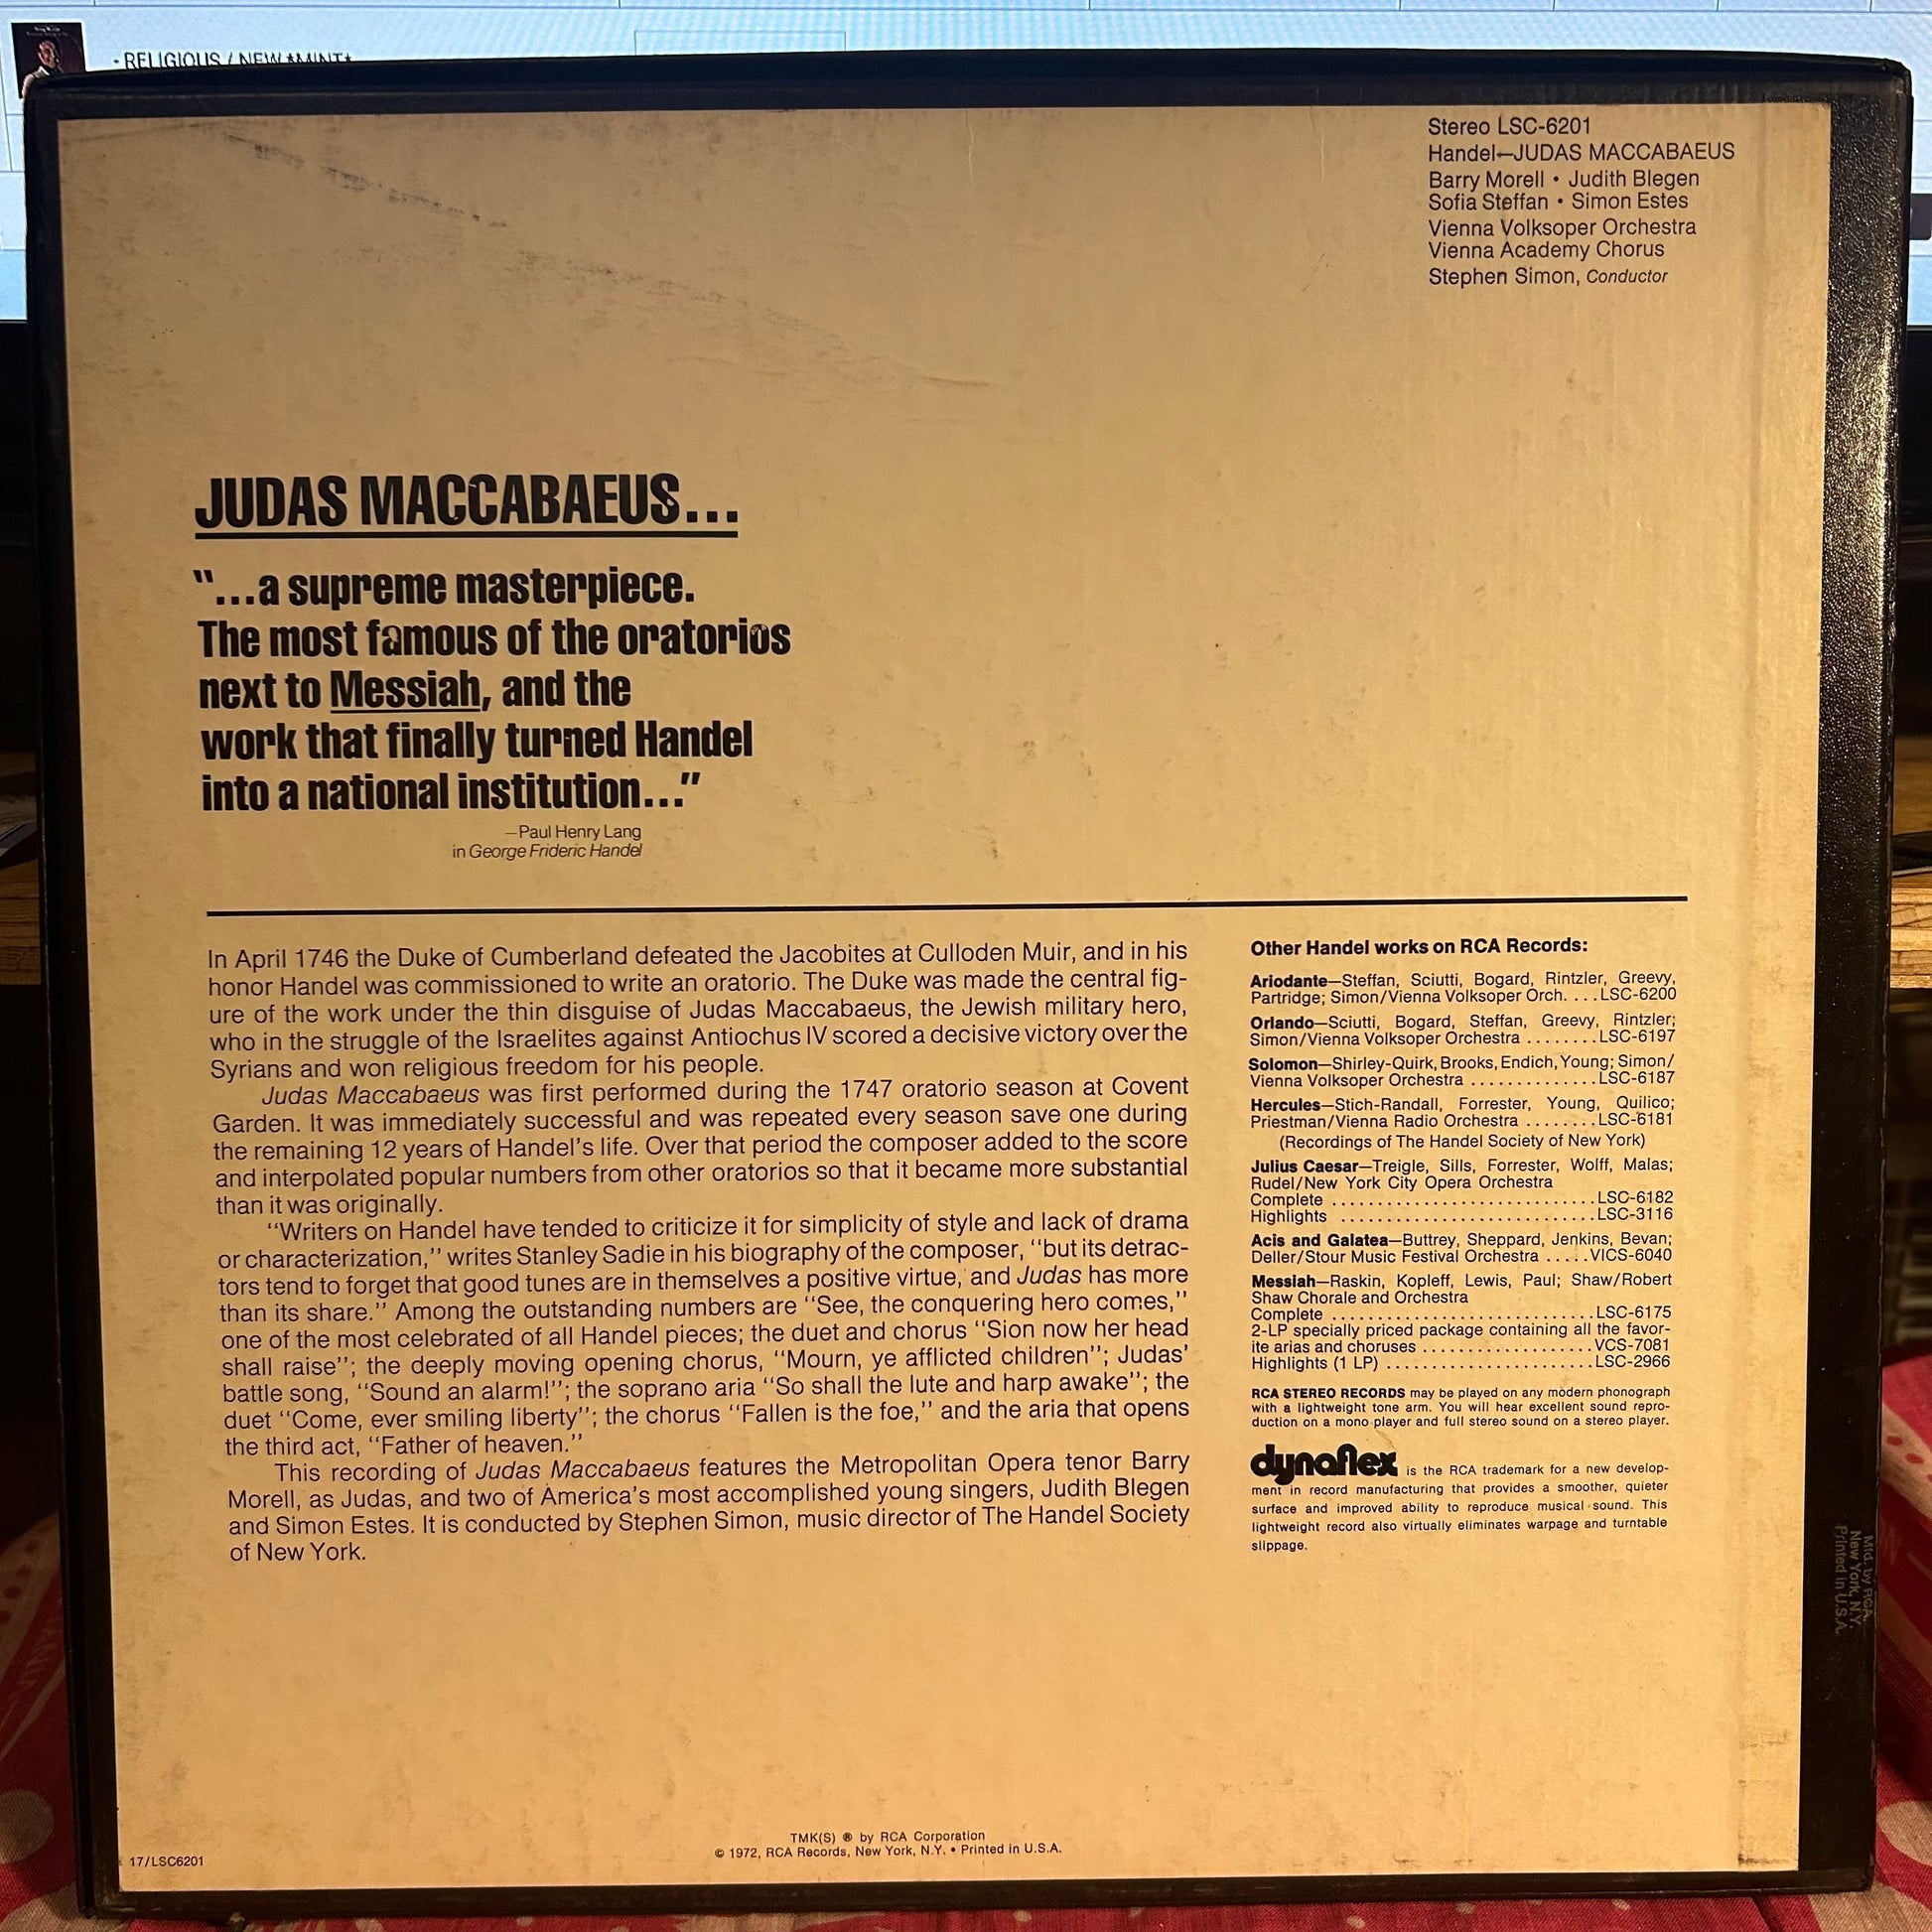 • RELIGIOUS / NEW *MINT*
Stereo LSC-6201
Handel—JUDAS MACCABAEUS
Barry Morell • Judith Blegen
Sofia Steffan • Simon Estes
Vienna Volksoper Orchestra
Vienna Academy Chorus
Stephen Simon, Conductor
JUDAS MACCABAEUS...
"...a supreme masterpiece.
The most famous of the oratorios
next to Messiah, and the
work that finally turned Handel
into a national institution..."
—Paul Henry Lang
in George Frideric Handel
In April 1746 the Duke of Cumberland defeated the Jacobites at Culloden Muir, and in his
honor Handel was commissioned to write an oratorio. The Duke was made the central fig-
ure of the work under the thin disguise of Judas Maccabaeus, the Jewish military hero,
who in the struggle of the Israelites against Antiochus IV scored a decisive victory over the
Syrians and won religious freedom for his people.
Judas Maccabaeus was first performed during the 1747 oratorio season at Covent
Garden. It was immediately successful and was repeated every season save one during
the remaining 12 years of Handel's life. Over that period the composer added to the score
and interpolated popular numbers from other oratorios so that it became more substantial
than it was originally.
"Writers on Handel have tended to criticize it for simplicity of style and lack of drama
or characterization," writes Stanley Sadie in his biography of the composer, "but its detrac-
tors tend to forget that good tunes are in themselves a positive virtue, and Judas has more
than its share." Among the outstanding numbers are "See, the conquering hero comes,"
one of the most celebrated of all Handel pieces; the duet and chorus "Sion now her head
shall raise"; the deeply moving opening chorus, "Mourn, ye afflicted children"; Judas'
battle song, "Sound an alarm!"; the soprano aria "So shall the lute and harp awake"; the
duet "Come, ever smiling liberty"; the chorus "Fallen is the foe," and the aria that opens
the third act, "Father of heaven."
This recording of Judas Maccabaeus features the Metropolitan Opera tenor Barry
Morell, as Judas, and two of America's most accomplished young singers, Judith Blegen
and Simon Estes. It is conducted by Stephen Simon, music director of The Handel Society
of New York.
Other Handel works on RCA Records:
Ariodante—Steffan, Sciutti, Bogard, Rintzler, Greevy,
Partridge; Simon/Vienna Volksoper Orch. . . . LSC-6200
Orlando—Sciutti, Bogard, Steffan, Greevy, Rintzler;
Simon/Vienna Volksoper Orchestra . . . . . . . . LSC-6197
Solomon—Shirley-Quirk, Brooks, Endich, Young; Simon/
Vienna Volksoper Orchestra . . . . . . . . . . . . . . LSC-6187
Hercules—Stich-Randall, Forrester, Young, Quilico;
Priestman/Vienna Radio Orchestra . . . . . . . . LSC-6181
(Recordings of The Handel Society of New York)
Julius Caesar—Treigle, Sills, Forrester, Wolff, Malas;
Rudel/New York City Opera Orchestra
Complete . . . . . . . . . . . . . . . . . . . . . . . . . . . . . LSC-6182
Highlights . . . . . . . . . . . . . . . . . . . . . . . . . . . . LSC-3116
Acis and Galatea—Buttrey, Sheppard, Jenkins, Bevan;
Deller/Stour Music Festival Orchestra . . . . . VICS-6040
Messiah—Raskin, Kopleff, Lewis, Paul; Shaw/Robert
Shaw Chorale and Orchestra
Complete . . . . . . . . . . . . . . . . . . . . . . . . . . . . . LSC-6175
2-LP specially priced package containing all the favor-
ite arias and choruses . . . . . . . . . . . . . . . . . . . VCS-7081
Highlights (1 LP) . . . . . . . . . . . . . . . . . . . . . . . LSC-2966
RCA STEREO RECORDS may be played on any modern phonograph
with a lightweight tone arm. You will hear excellent sound repro-
duction on a mono player and full stereo sound on a stereo player.
dynaflex is the RCA trademark for a new develop-
ment in record manufacturing that provides a smoother, quieter
surface and improved ability to reproduce musical sound. This
lightweight record also virtually eliminates warpage and turntable
slippage.
Mfd. by RCA,
New York, N.Y.
Printed in U.S.A.
TMK(S) ® by RCA Corporation
© 1972, RCA Records, New York, N.Y. • Printed in U.S.A.
17/LSC6201